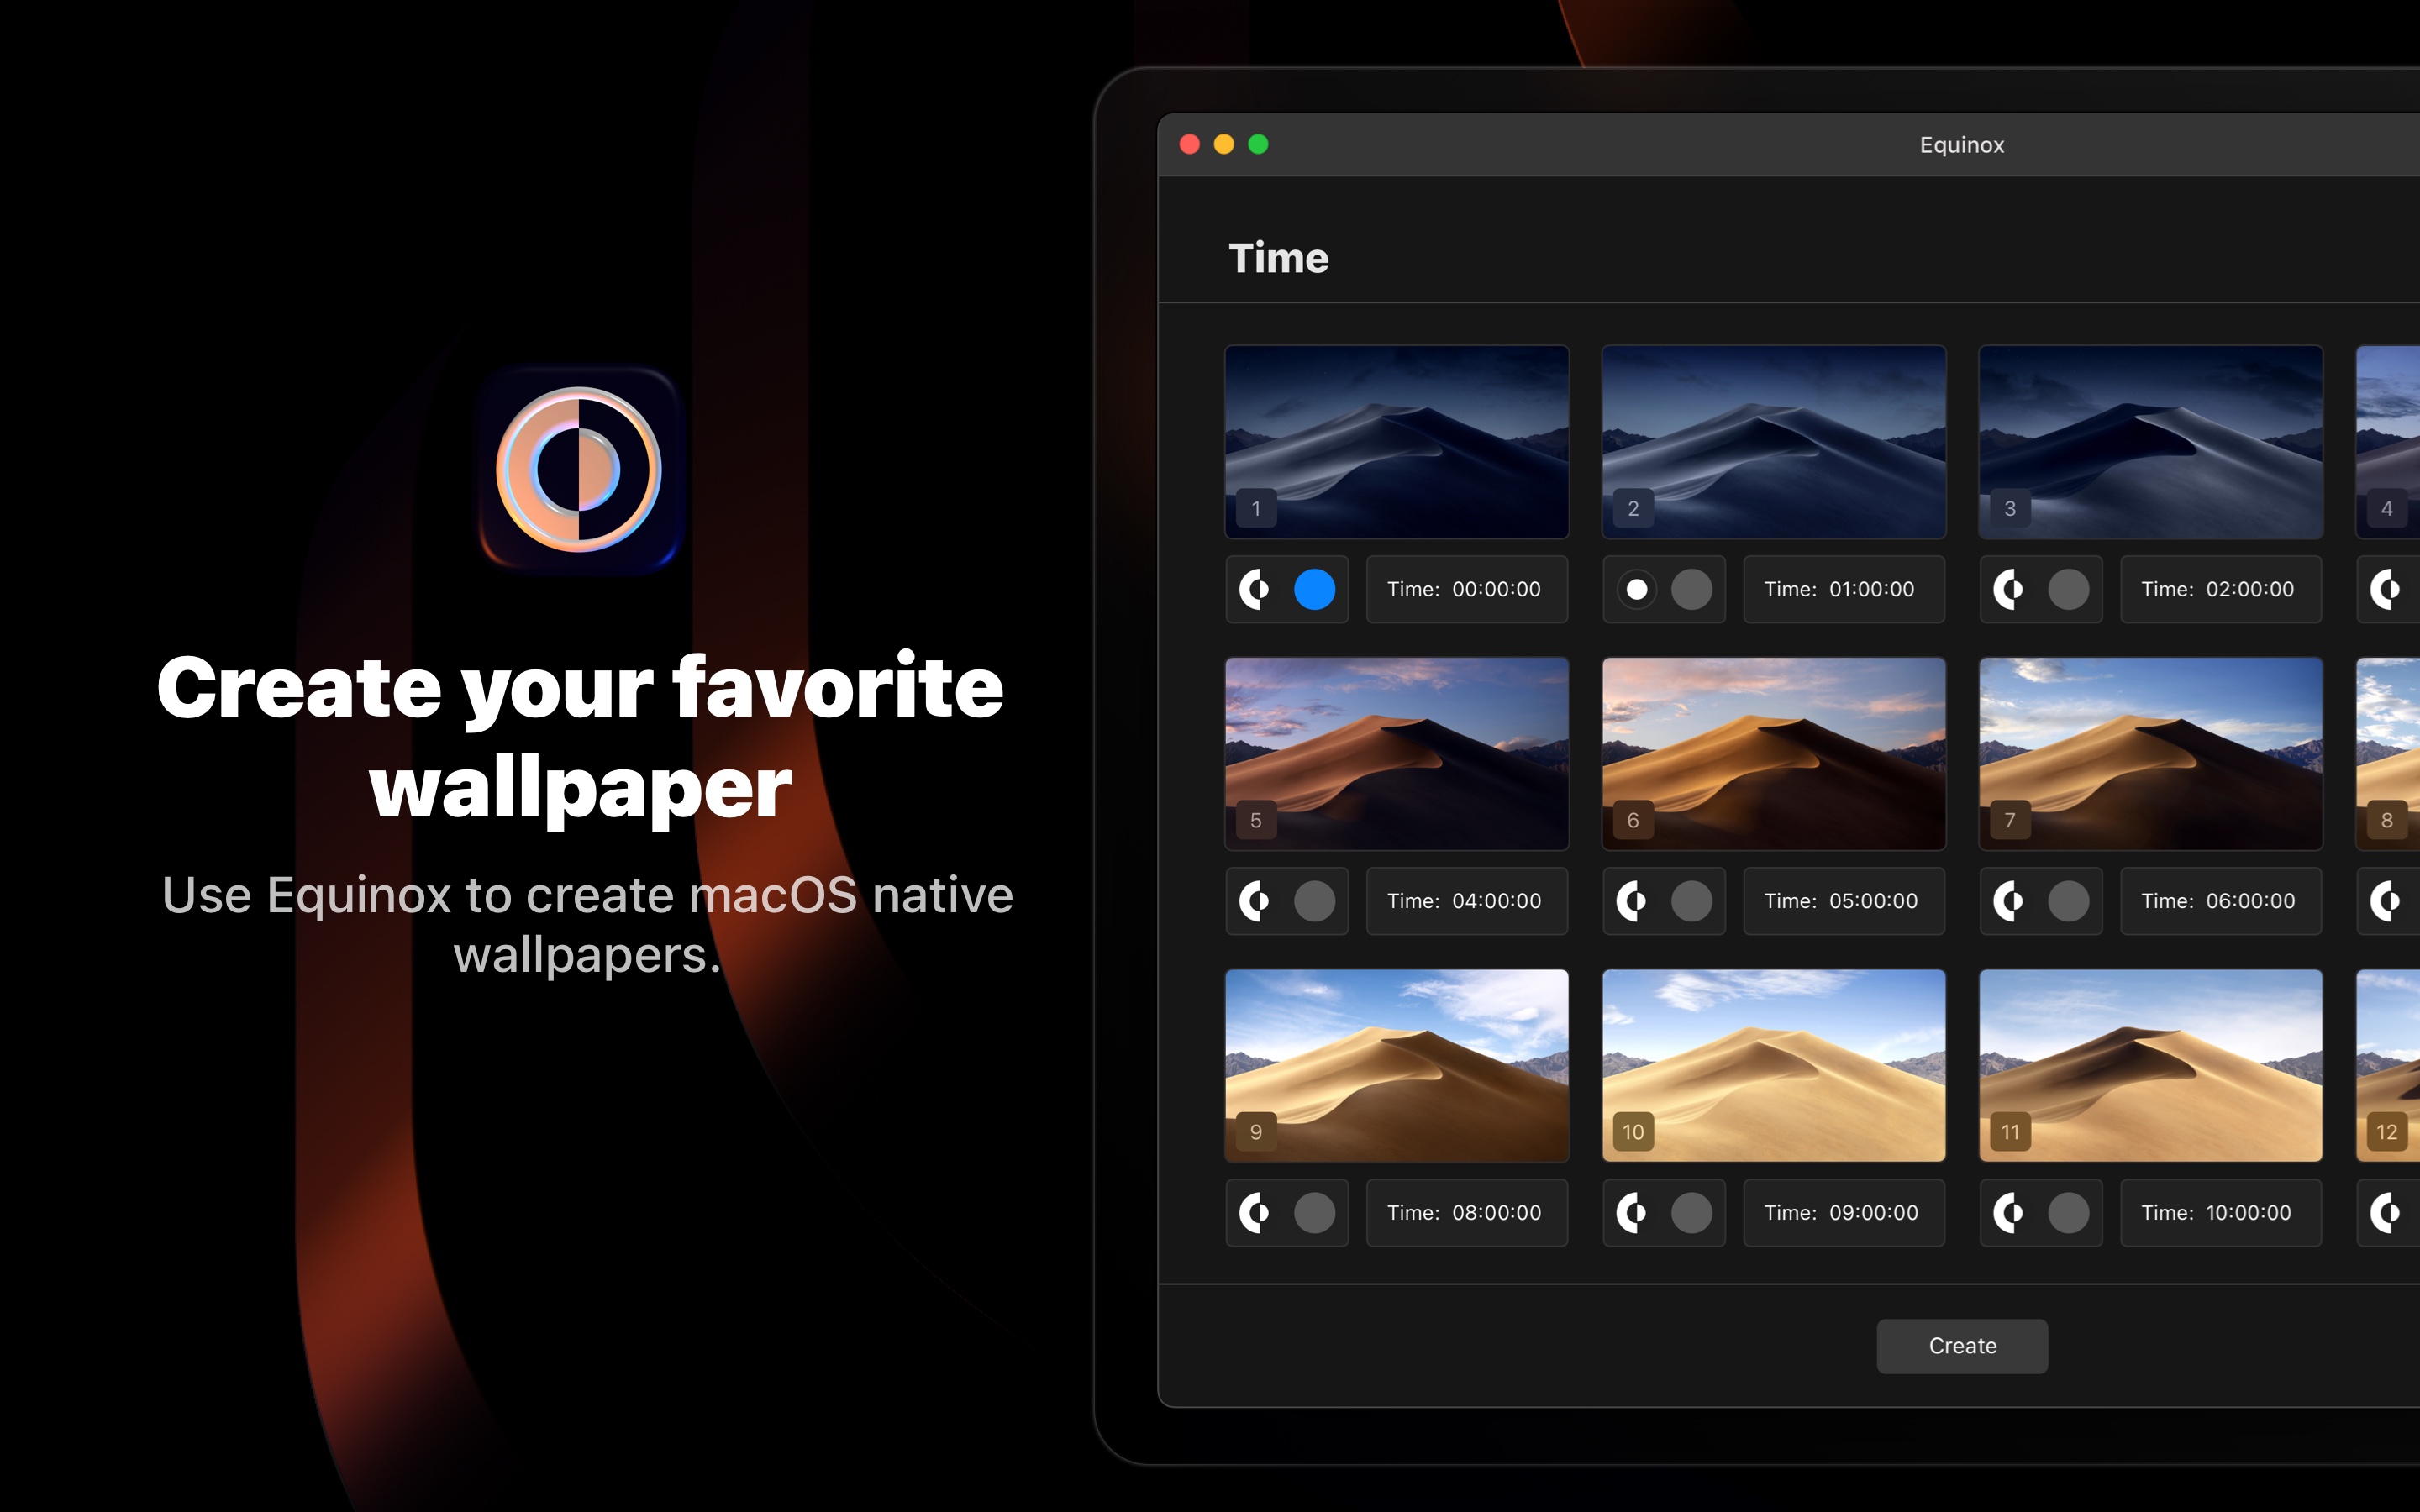 Create your favorite
wallpaper
Use Equinox to create macOS native
wallpapers.
Equinox
Time
1
2
3
4
Time: 00:00:00
Time: 01:00:00
Time: 02:00:00
5
6
7
8
Time: 04:00:00
Time: 05:00:00
Time: 06:00:00
9
10
11
12
Time: 08:00:00
Time: 09:00:00
Time: 10:00:00
Create